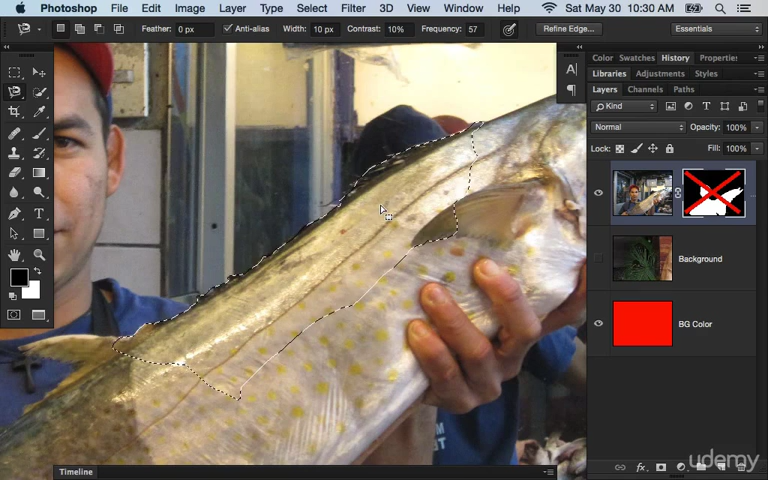 Photoshop File Edit Image Layer Type Select Filter 3D View Window Help Sat May 30 10:30 AM
Feather: 0 px Anti-alias Width: 10 px Contrast: 10% Frequency: 57 Refine Edge... Essentials
Color Swatches History Properties
Libraries Adjustments Styles
Layers Channels Paths
Kind
Normal Opacity: 100%
Lock: Fill: 100%
Background
BG Color
Timeline
udemy